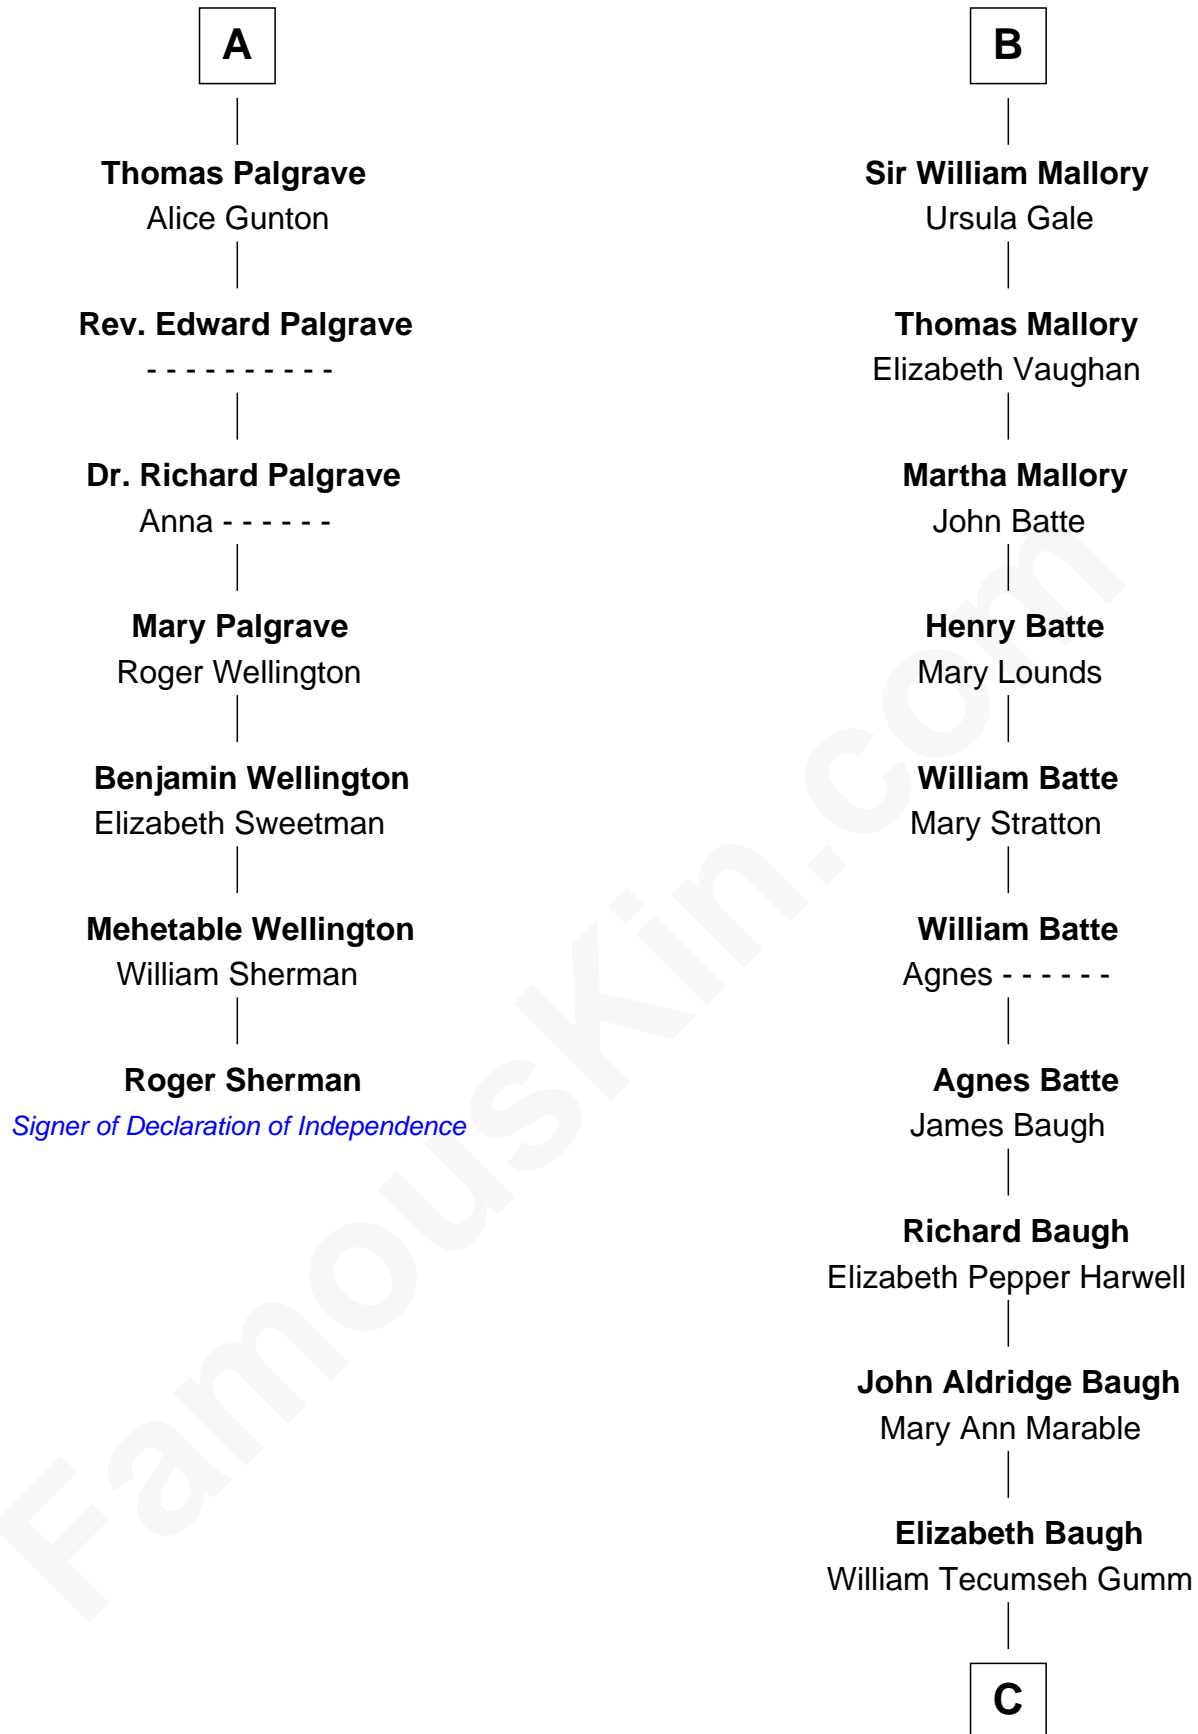 A
Thomas Palgrave
Alice Gunton
Rev. Edward Palgrave
- - - - - - - - - -
Dr. Richard Palgrave
Anna - - - - - -
Mary Palgrave
Roger Wellington
Benjamin Wellington
Elizabeth Sweetman
Mehetable Wellington
William Sherman
Roger Sherman
Signer of Declaration of Independence
B
Sir William Mallory
Ursula Gale
Thomas Mallory
Elizabeth Vaughan
Martha Mallory
John Batte
Henry Batte
Mary Lounds
William Batte
Mary Stratton
William Batte
Agnes - - - - - -
Agnes Batte
James Baugh
Richard Baugh
Elizabeth Pepper Harwell
John Aldridge Baugh
Mary Ann Marable
Elizabeth Baugh
William Tecumseh Gumm
C
FamousKin.com